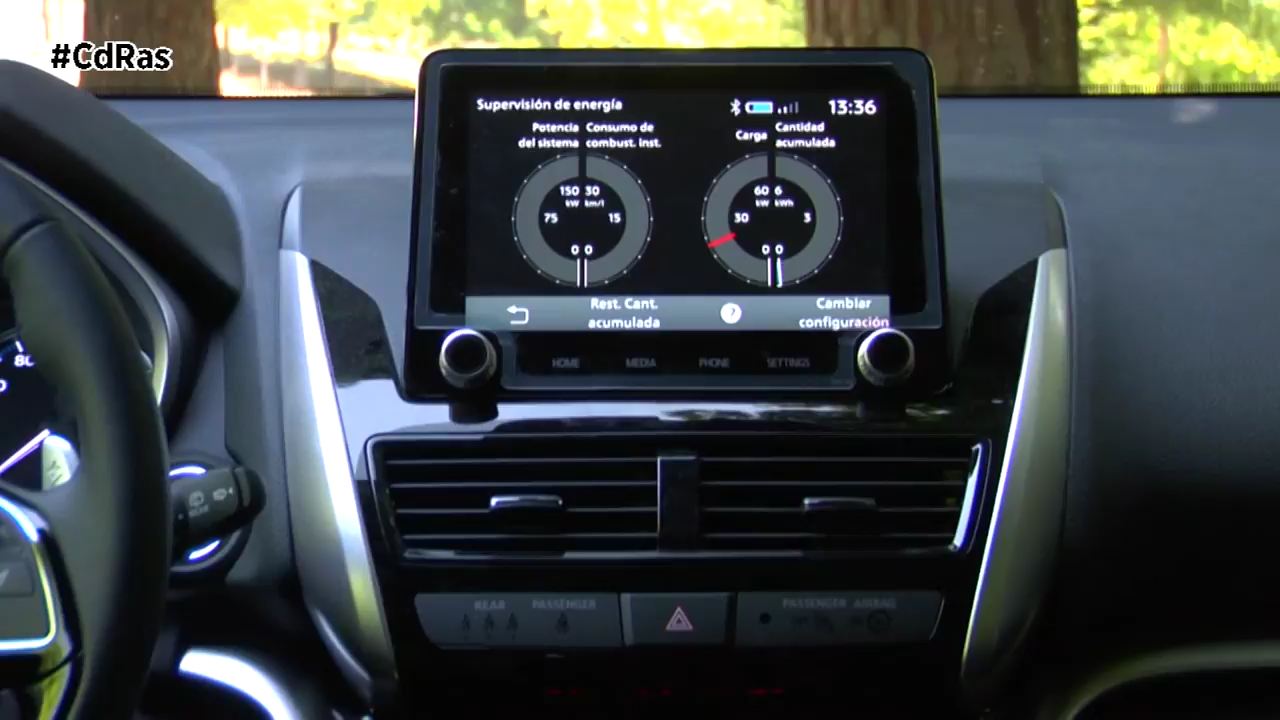 #CdRas
Supervisión de energía
13:36
Potencia del sistema
Consumo de combust. inst.
Carga
Cantidad acumulada
150 30
kW km/l
75 15
0 0
60 6
kW kWh
30 3
0 0
Rest. Cant. acumulada
?
Cambiar configuración
HOME MEDIA PHONE SETTINGS
80
REAR PASSENGER
PASSENGER AIRBAG